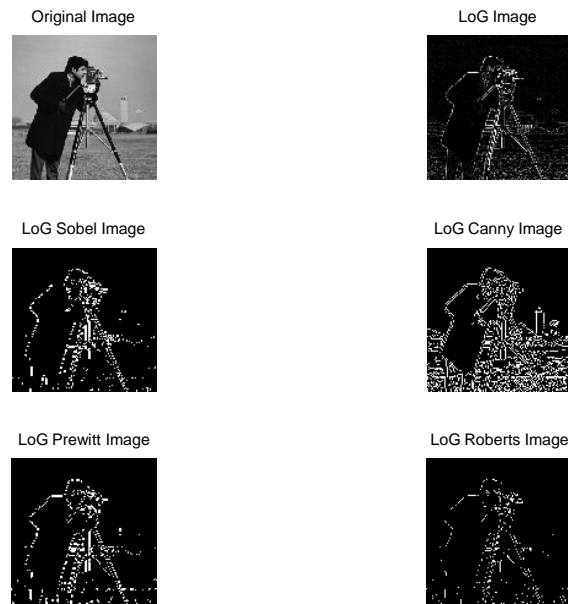 Original Image
LoG Image
LoG Sobel Image
LoG Canny Image
LoG Prewitt Image
LoG Roberts Image